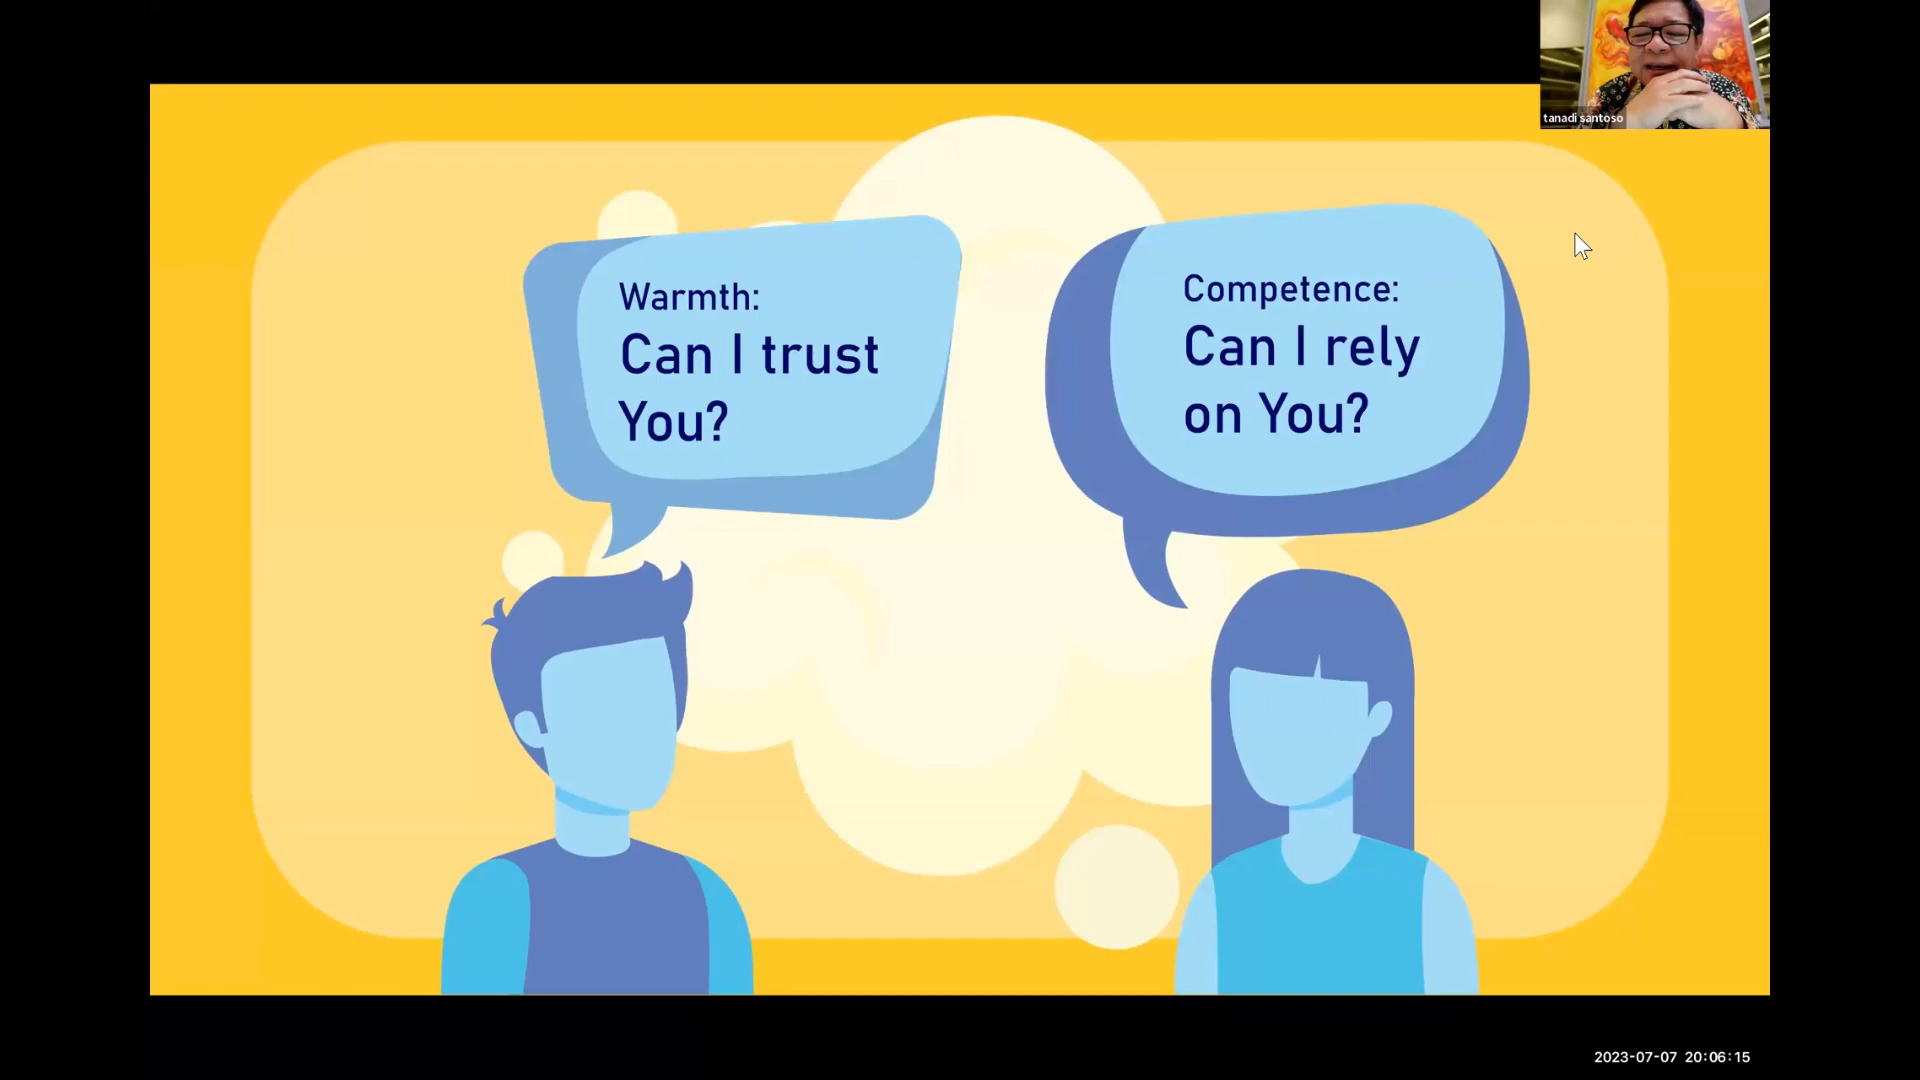 tanadi santoso
Warmth:
Can I trust
You?
Competence:
Can I rely
on You?
2023-07-07 20:06:15